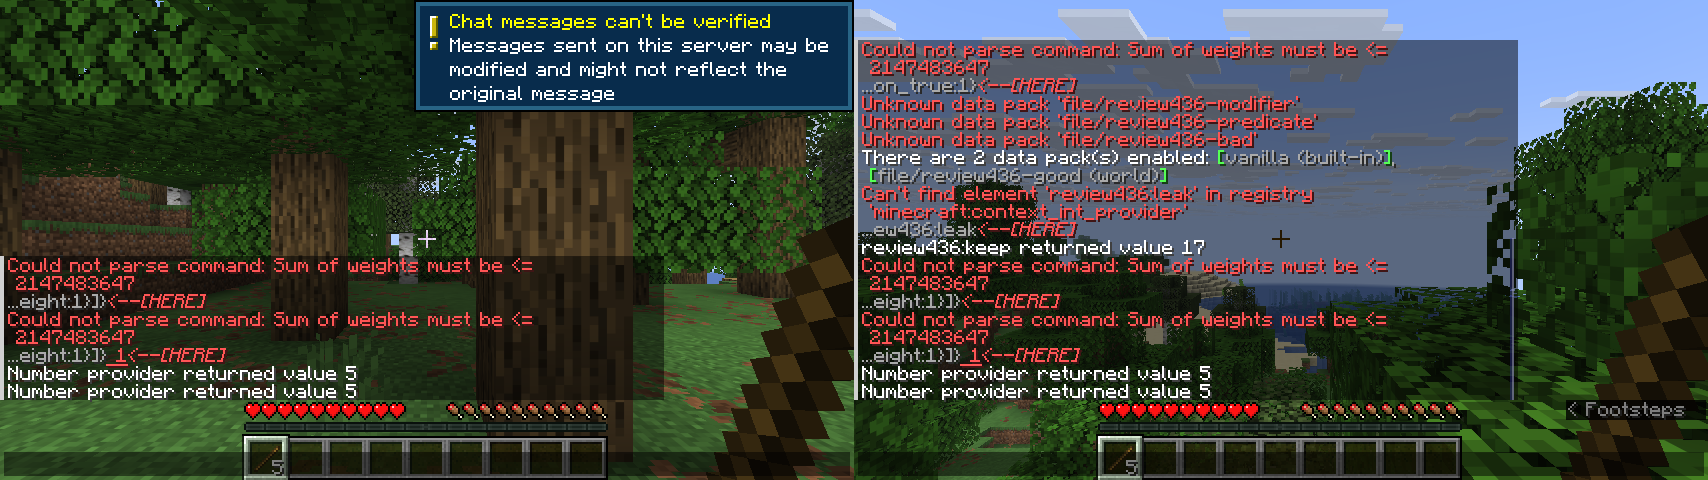 Chat messages can't be verified
Messages sent on this server may be
modified and might not reflect the
original message
Could not parse command: Sum of weights must be <=
2147483647
...eight:1}]}<--[HERE]
Could not parse command: Sum of weights must be <=
2147483647
...eight:1}]} 1<--[HERE]
Number provider returned value 5
Number provider returned value 5
5
Could not parse command: Sum of weights must be <=
2147483647
...on_true:1}<--[HERE]
Unknown data pack 'file/review436-modifier'
Unknown data pack 'file/review436-predicate'
Unknown data pack 'file/review436-bad'
There are 2 data pack(s) enabled: [vanilla (built-in)],
[file/review436-good (world)]
Can't find element 'review436:leak' in registry
'minecraft:context_int_provider'
...ew436:leak<--[HERE]
review436:keep returned value 17
Could not parse command: Sum of weights must be <=
2147483647
...eight:1}]}<--[HERE]
Could not parse command: Sum of weights must be <=
2147483647
...eight:1}]} 1<--[HERE]
Number provider returned value 5
Number provider returned value 5
< Footsteps
5